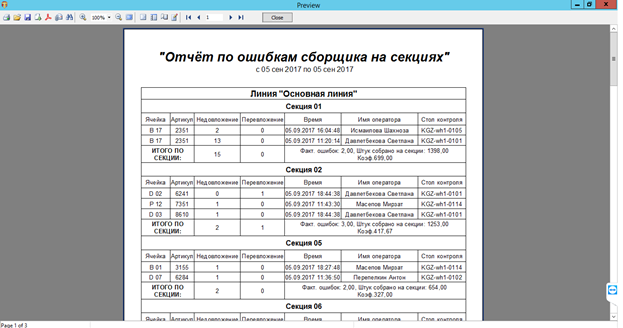 Preview
100%
1
Close
"Отчёт по ошибкам сборщика на секциях"
с 05 сен 2017 по 05 сен 2017
Линия "Основная линия"
Секция 01
Ячейка Артикул Недовложение Перевложение Время Имя оператора Стол контроля
B 17 2351 2 0 05.09.2017 16:04:48 Исмаилова Шахноза KGZ-wh1-0105
B 17 2351 13 0 05.09.2017 11:20:14 Давлетбекова Светлана KGZ-wh1-0101
ИТОГО ПО СЕКЦИИ: 15 0 Факт. ошибок: 2,00, Штук собрано на секции: 1398,00
Коэф.699,00
Секция 02
Ячейка Артикул Недовложение Перевложение Время Имя оператора Стол контроля
D 02 6241 0 1 05.09.2017 18:44:38 Давлетбекова Светлана KGZ-wh1-0101
P 12 7351 1 0 05.09.2017 11:43:30 Масепов Мирзат KGZ-wh1-0114
D 03 8610 1 0 05.09.2017 18:44:38 Давлетбекова Светлана KGZ-wh1-0101
ИТОГО ПО СЕКЦИИ: 2 1 Факт. ошибок: 3,00, Штук собрано на секции: 1253,00
Коэф.417,67
Секция 05
Ячейка Артикул Недовложение Перевложение Время Имя оператора Стол контроля
B 01 3155 1 0 05.09.2017 18:27:48 Масепов Мирзат KGZ-wh1-0114
D 07 6284 1 0 05.09.2017 11:36:50 Перепелкин Антон KGZ-wh1-0102
ИТОГО ПО СЕКЦИИ: 2 0 Факт. ошибок: 2,00, Штук собрано на секции: 654,00
Коэф.327,00
Секция 06
Ячейка Артикул Недовложение Перевложение Время Имя оператора Стол контроля
Page 1 of 3